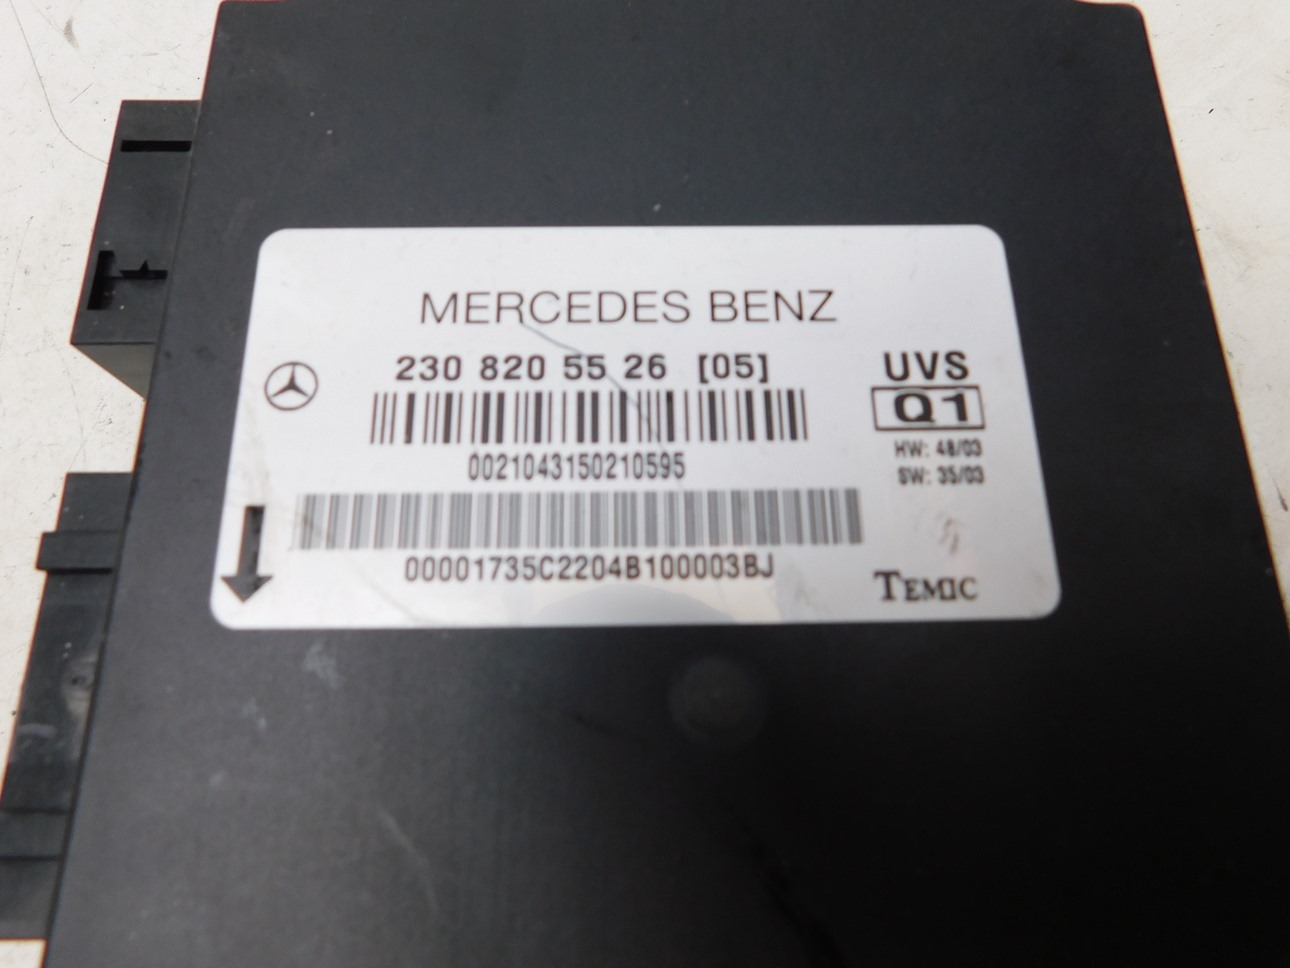 MERCEDES BENZ
230 820 55 26 [05]
UVS
Q1
0021043150210595
HW: 48/03
SW: 35/03
00001735C2204B100003BJ
TEMIC